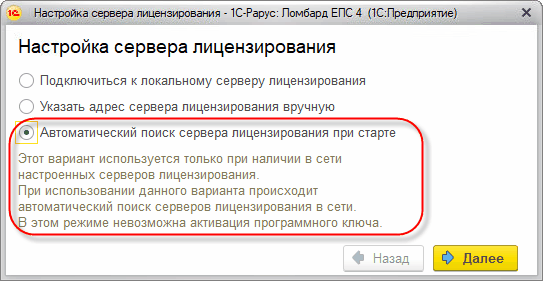 Настройка сервера лицензирования - 1С-Рарус: Ломбард ЕПС 4 (1С:Предприятие)
Настройка сервера лицензирования
Подключиться к локальному серверу лицензирования
Указать адрес сервера лицензирования вручную
Автоматический поиск сервера лицензирования при старте
Этот вариант используется только при наличии в сети
настроенных серверов лицензирования.
При использовании данного варианта происходит
автоматический поиск серверов лицензирования в сети.
В этом режиме невозможна активация программного ключа.
Назад Далее